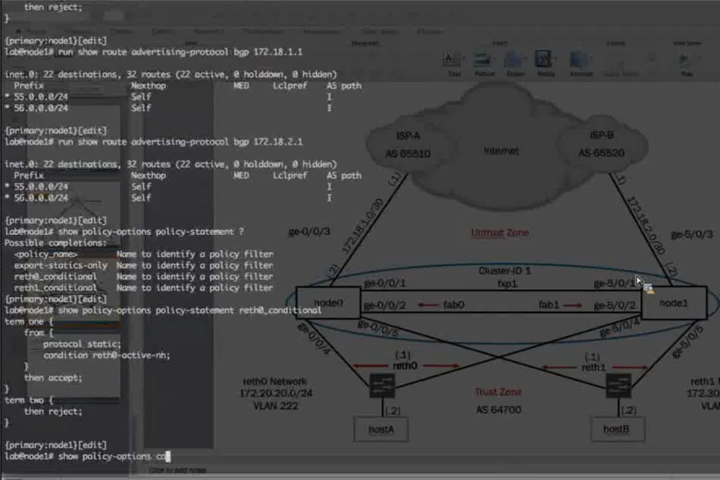 then reject;
}
{primary:node1}[edit]
lab@node1# run show route advertising-protocol bgp 172.18.1.1
inet.0: 22 destinations, 32 routes (22 active, 0 holddown, 0 hidden)
Prefix Nexthop MED Lclpref AS path
* 55.0.0.0/24 Self I
* 56.0.0.0/24 Self I
{primary:node1}[edit]
lab@node1# run show route advertising-protocol bgp 172.18.2.1
inet.0: 22 destinations, 32 routes (22 active, 0 holddown, 0 hidden)
Prefix Nexthop MED Lclpref AS path
* 55.0.0.0/24 Self I
* 56.0.0.0/24 Self I
{primary:node1}[edit]
lab@node1# show policy-options policy-statement ?
Possible completions:
<policy_name> Name to identify a policy filter
export-statics-only Name to identify a policy filter
reth0_conditional Name to identify a policy filter
reth1_conditional Name to identify a policy filter
{primary:node1}[edit]
lab@node1# show policy-options policy-statement reth0_conditional
term one {
from {
protocol static;
condition reth0-active-nh;
}
then accept;
}
term two {
then reject;
}
{primary:node1}[edit]
lab@node1# show policy-options co
Text
Picture
Shape
ISP-A
AS 65510
Internet
ISP-B
AS 65520
(.1)
(.1)
172.18.1.0/30
172.18.2.0/30
ge-0/0/3
Untrust Zone
ge-5/0/3
(.2)
(.2)
Cluster-ID 1
fxp1
node0
ge-0/0/1
ge-5/0/1
node1
ge-0/0/2
fab0
fab1
ge-5/0/2
ge-0/0/4
ge-0/0/5
ge-5/0/4
ge-5/0/5
(.1)
reth0
(.1)
reth1
reth0 Network
172.20.20.0/24
VLAN 222
Trust Zone
AS 64700
reth1
172.30
VLAN
(.2)
(.2)
hostA
hostB
Click to add notes